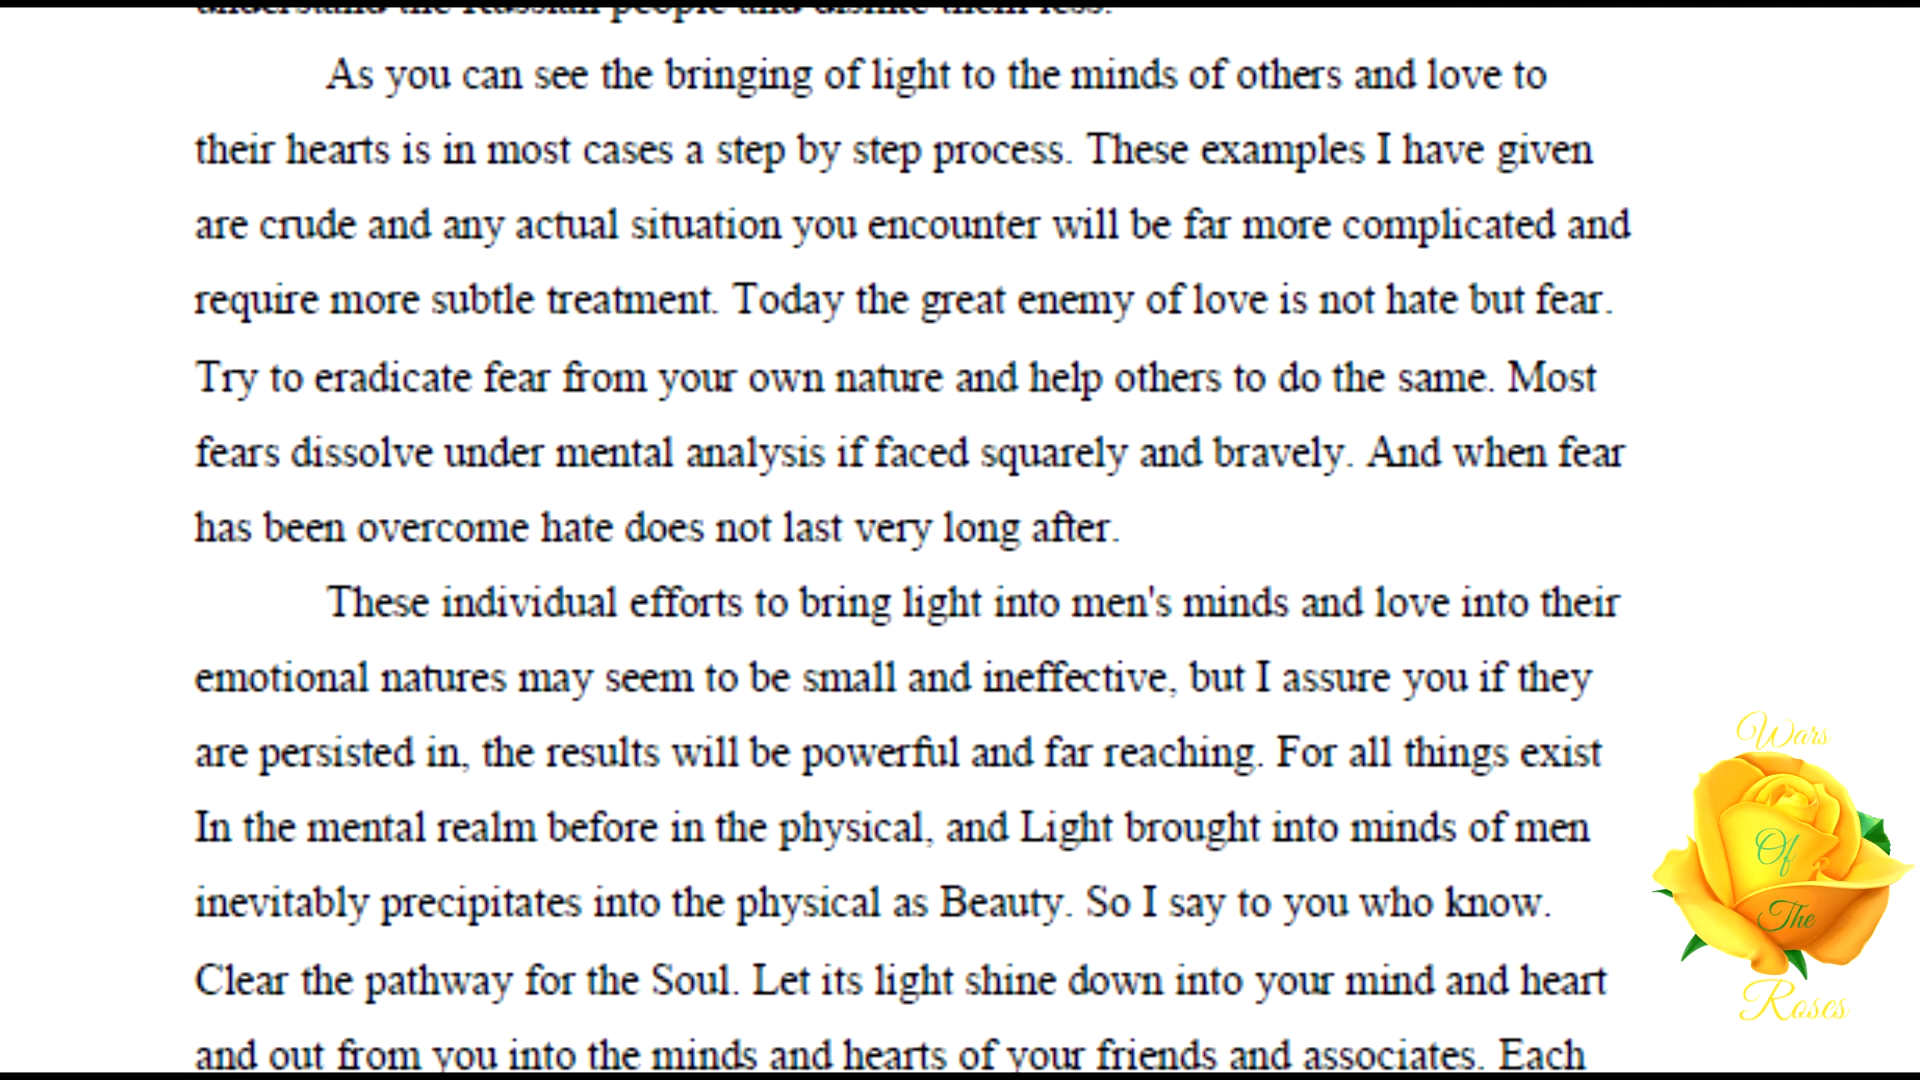 understand the Russian people and dislike them less.
As you can see the bringing of light to the minds of others and love to
their hearts is in most cases a step by step process. These examples I have given
are crude and any actual situation you encounter will be far more complicated and
require more subtle treatment. Today the great enemy of love is not hate but fear.
Try to eradicate fear from your own nature and help others to do the same. Most
fears dissolve under mental analysis if faced squarely and bravely. And when fear
has been overcome hate does not last very long after.
These individual efforts to bring light into men's minds and love into their
emotional natures may seem to be small and ineffective, but I assure you if they
are persisted in, the results will be powerful and far reaching. For all things exist
In the mental realm before in the physical, and Light brought into minds of men
inevitably precipitates into the physical as Beauty. So I say to you who know.
Clear the pathway for the Soul. Let its light shine down into your mind and heart
and out from you into the minds and hearts of your friends and associates. Each
Wars
Of
The
Roses